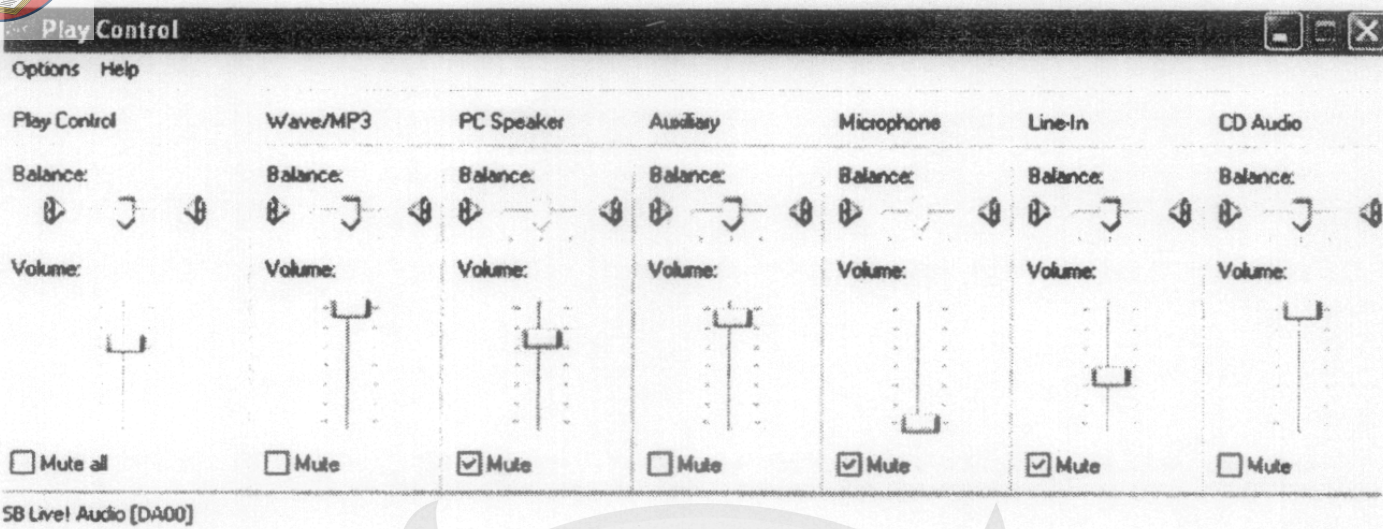 Play Control
Options Help
Play Control Wave/MP3 PC Speaker Auxiliary Microphone Line-In CD Audio
Balance: Balance: Balance: Balance: Balance: Balance: Balance:
Volume: Volume: Volume: Volume: Volume: Volume: Volume:
Mute all Mute Mute Mute Mute Mute Mute
SB Live! Audio [DA00]